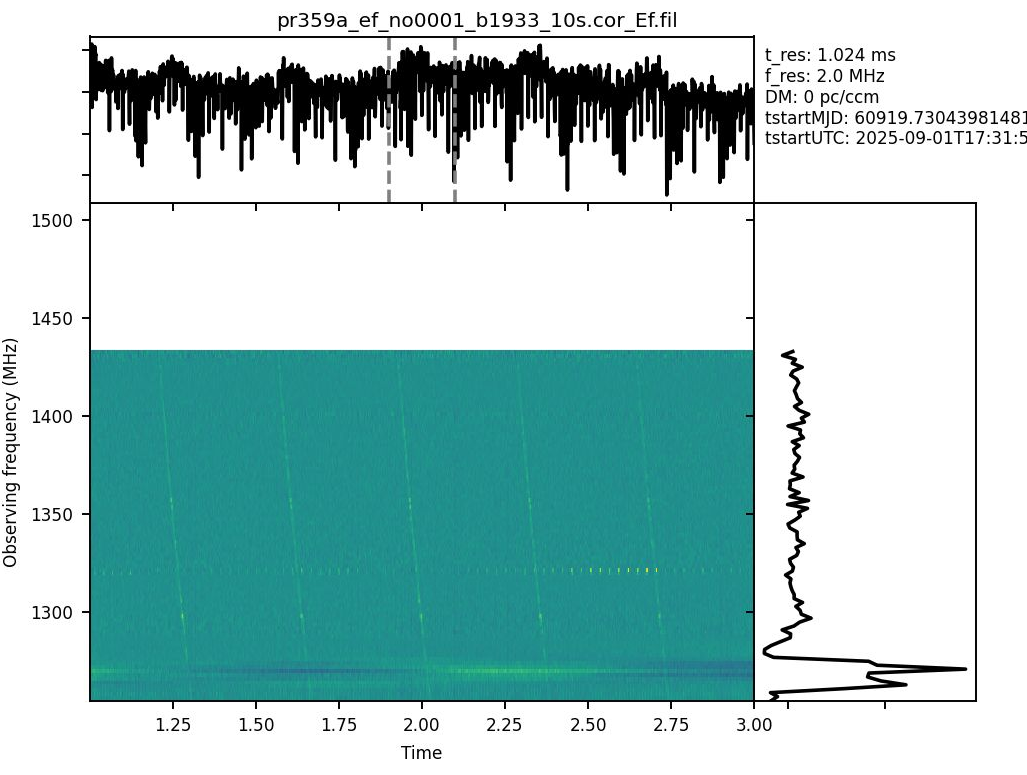 pr359a_ef_no0001_b1933_10s.cor_Ef.fil
t_res: 1.024 ms
f_res: 2.0 MHz
DM: 0 pc/ccm
tstartMJD: 60919.73043981481
tstartUTC: 2025-09-01T17:31:5
1500
1450
1400
1350
1300
Observing frequency (MHz)
1.25 1.50 1.75 2.00 2.25 2.50 2.75 3.00
Time